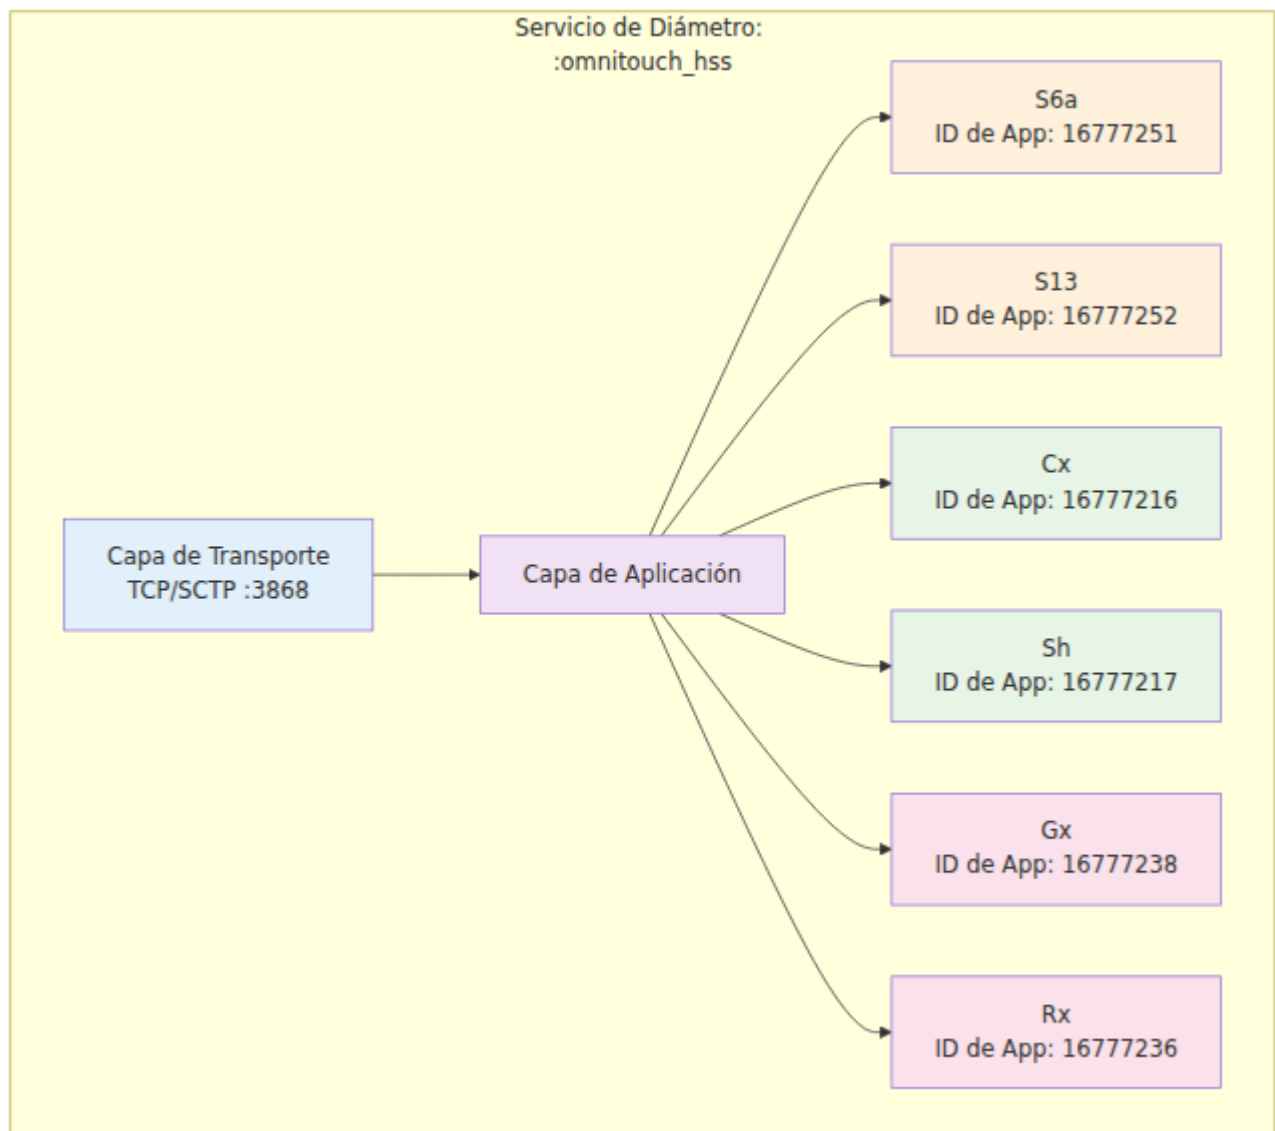 Servicio de Diámetro:
:omnitouch_hss
S6a
ID de App: 16777251
S13
ID de App: 16777252
Cx
ID de App: 16777216
Capa de Transporte
TCP/SCTP :3868
Capa de Aplicación
Sh
ID de App: 16777217
Gx
ID de App: 16777238
Rx
ID de App: 16777236